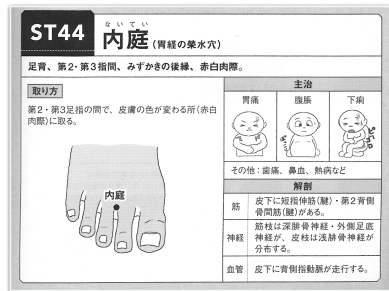 ST44
ないてい
内庭(胃経の滎水穴)
足背、第2・第3指間、みずかきの後縁、赤白肉際。
取り方
第2・第3足指の間で、皮膚の色が変わる所(赤白
肉際)に取る。
内庭
主治
胃痛 腹脹 下痢
その他:歯痛、鼻血、熱病など
解剖
筋 皮下に短指伸筋(腱)・第2背側
骨間筋(腱)がある。
神経 筋枝は深腓骨神経・外側足底
神経が、皮枝は浅腓骨神経が
分布する。
血管 皮下に背側指動脈が走行する。